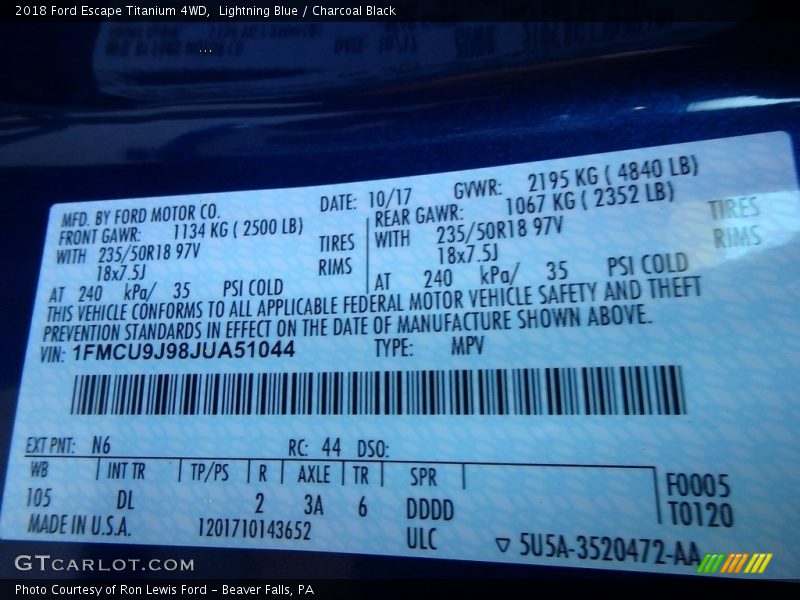 2018 Ford Escape Titanium 4WD, Lightning Blue / Charcoal Black
MFD. BY FORD MOTOR CO. DATE: 10/17 GVWR: 2195 KG ( 4840 LB)
FRONT GAWR: 1134 KG ( 2500 LB) REAR GAWR: 1067 KG ( 2352 LB)
WITH 235/50R18 97V TIRES WITH 235/50R18 97V TIRES
18x7.5J RIMS 18x7.5J RIMS
AT 240 kPa/ 35 PSI COLD AT 240 kPa/ 35 PSI COLD
THIS VEHICLE CONFORMS TO ALL APPLICABLE FEDERAL MOTOR VEHICLE SAFETY AND THEFT
PREVENTION STANDARDS IN EFFECT ON THE DATE OF MANUFACTURE SHOWN ABOVE.
VIN: 1FMCU9J98JUA51044 TYPE: MPV
EXT PNT: N6 RC: 44 DSO:
WB INT TR TP/PS R AXLE TR SPR F0005
105 DL 2 3A 6 DDDD T0120
MADE IN U.S.A. 1201710143652 ULC ▽ 5U5A-3520472-AA
GTCARLOT.COM
Photo Courtesy of Ron Lewis Ford - Beaver Falls, PA